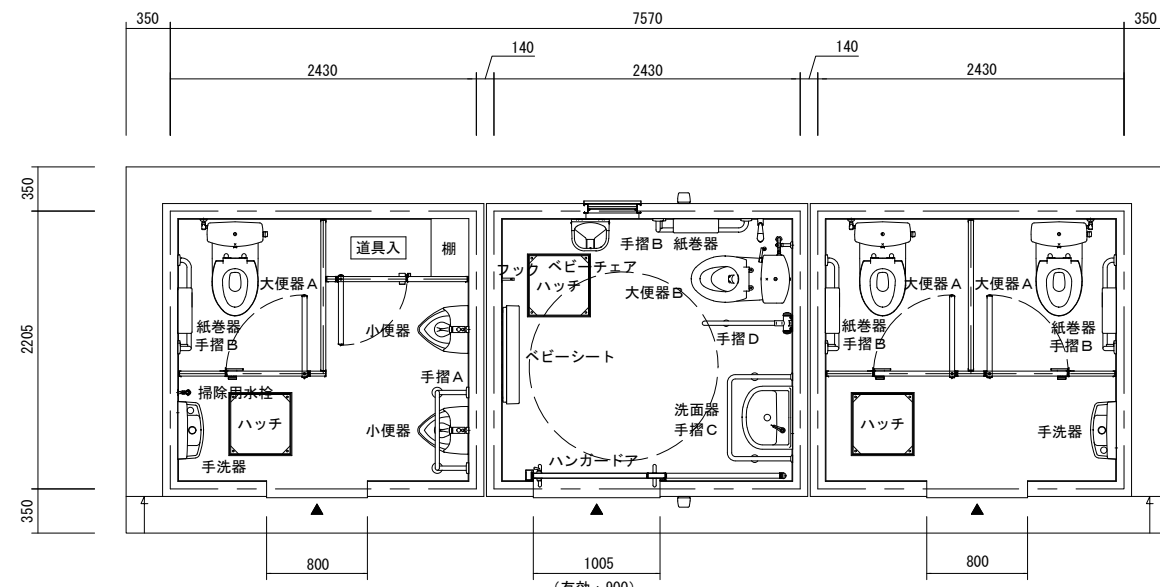 350 7570 350
140 140
2430 2430 2430
350
2205
350
道具入 棚
手摺B 紙巻器
フック ベビーチェア
ハッチ
大便器A
大便器B
大便器A 大便器A
紙巻器
手摺B
小便器
手摺D
紙巻器
手摺B
紙巻器
手摺B
ベビーシート
手摺A
掃除用水栓
ハッチ
小便器
洗面器
手摺C
ハッチ
手洗器
手洗器
ハンガードア
800 1005 800
(有効:900)